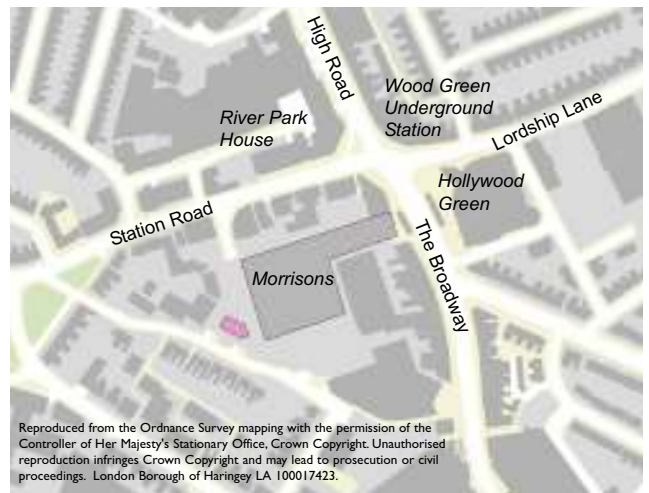 High Road
Wood Green
Underground
Station
River Park
House
Lordship Lane
Hollywood
Green
Station Road
The Broadway
Morrisons
Reproduced from the Ordnance Survey mapping with the permission of the
Controller of Her Majesty's Stationary Office, Crown Copyright. Unauthorised
reproduction infringes Crown Copyright and may lead to prosecution or civil
proceedings. London Borough of Haringey LA 100017423.